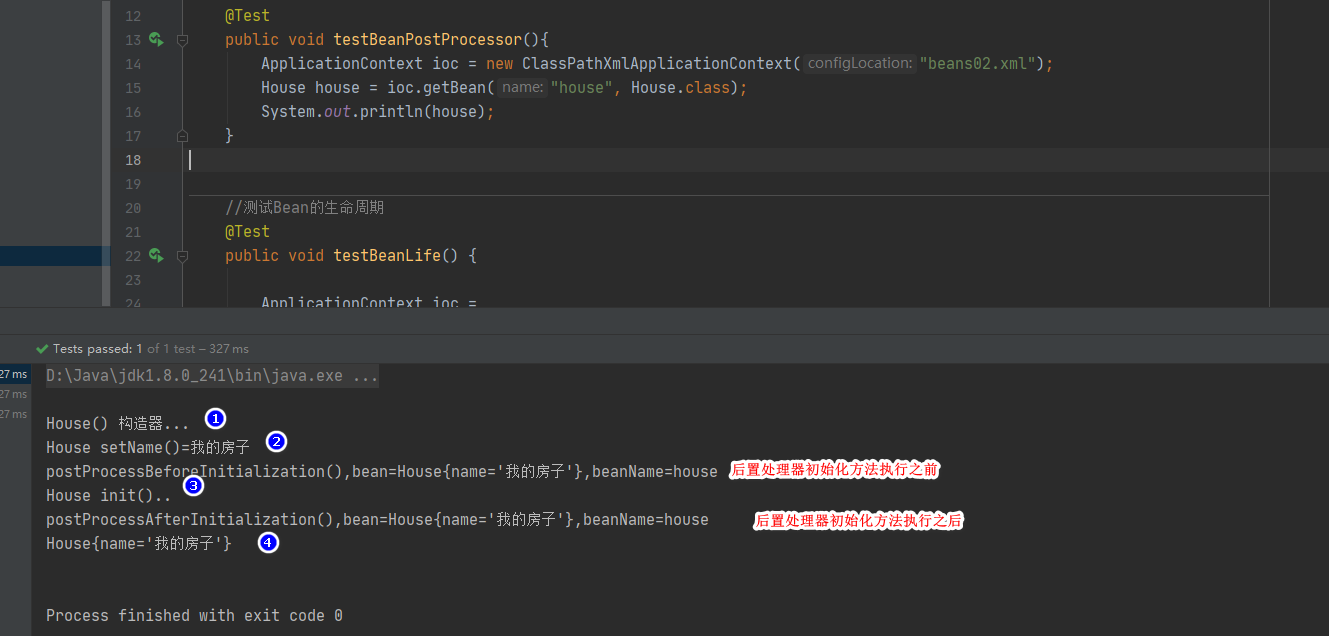 12 @Test
13 public void testBeanPostProcessor(){
14 ApplicationContext ioc = new ClassPathXmlApplicationContext( configLocation: "beans02.xml");
15 House house = ioc.getBean( name: "house", House.class);
16 System.out.println(house);
17 }
18
19
20 //测试Bean的生命周期
21 @Test
22 public void testBeanLife() {
23
24 ApplicationContext ioc =
Tests passed: 1 of 1 test – 327 ms
27 ms D:\Java\jdk1.8.0_241\bin\java.exe ...
27 ms
27 ms
House() 构造器... 1
House setName()=我的房子 2
postProcessBeforeInitialization(),bean=House{name='我的房子'},beanName=house 后置处理器初始化方法执行之前
House init().. 3
postProcessAfterInitialization(),bean=House{name='我的房子'},beanName=house 后置处理器初始化方法执行之后
House{name='我的房子'} 4
Process finished with exit code 0